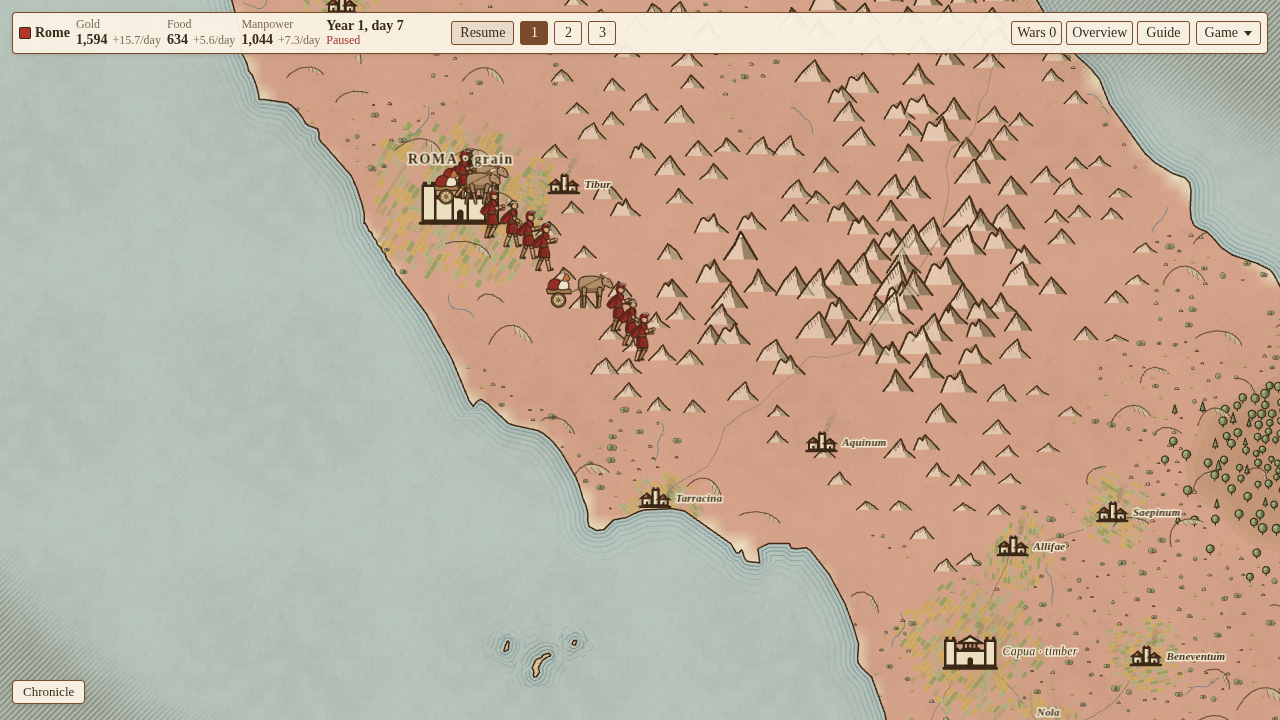 Rome
Gold
1,594 +15.7/day
Food
634 +5.6/day
Manpower
1,044 +7.3/day
Year 1, day 7
Paused
Resume
1
2
3
Wars 0
Overview
Guide
Game
ROMA · grain
Tibur
Aquinum
Tarracina
Saepinum
Allifae
Capua · timber
Beneventum
Nola
Chronicle